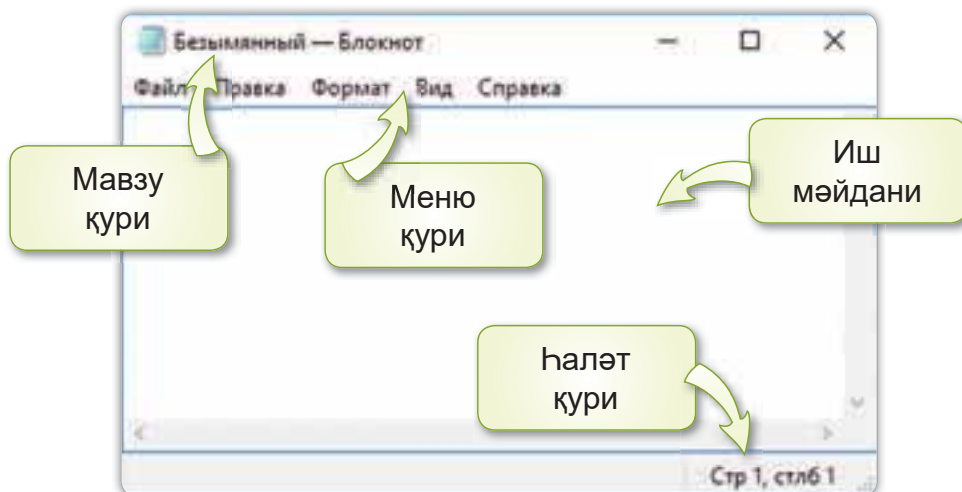 Безымянный — Блокнот
Файл Правка Формат Вид Справка
Мавзу
қури
Меню
қури
Иш
мәйдани
Һаләт
қури
Стр 1, стлб 1